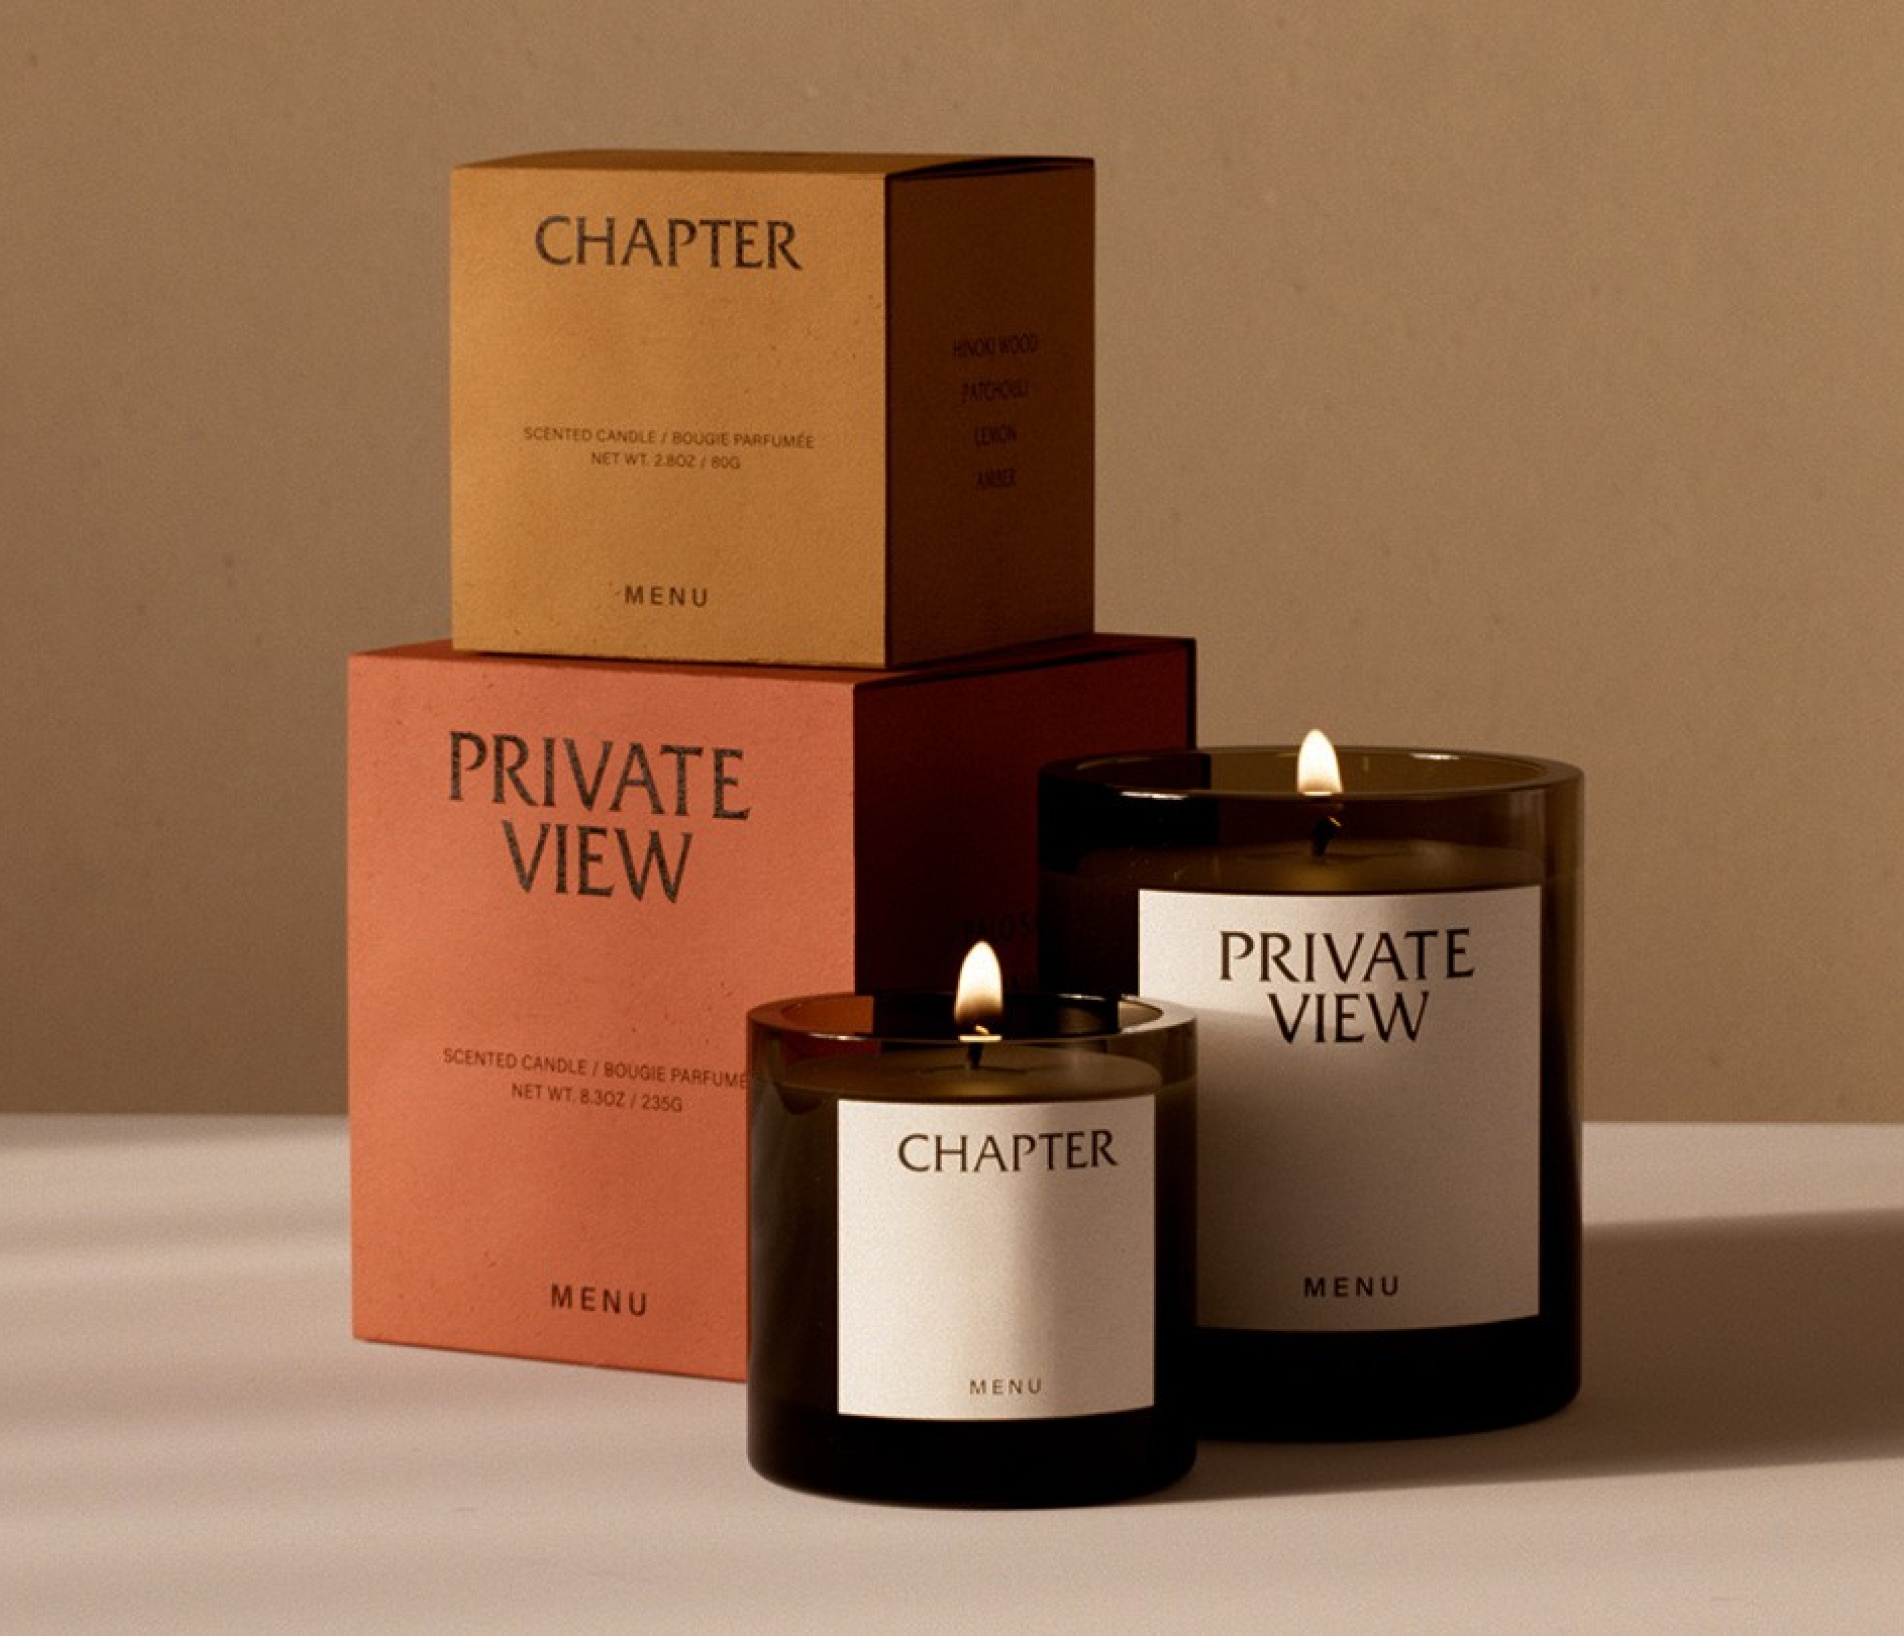 CHAPTER
SCENTED CANDLE / BOUGIE PARFUMÉE
NET WT. 2.8OZ / 80G
MENU
HINOKI WOOD
PATCHOULI
LEMON
AMBER
PRIVATE
VIEW
SCENTED CANDLE / BOUGIE PARFUMÉ
NET WT. 8.3OZ / 235G
MENU
PRIVATE
VIEW
MENU
CHAPTER
MENU